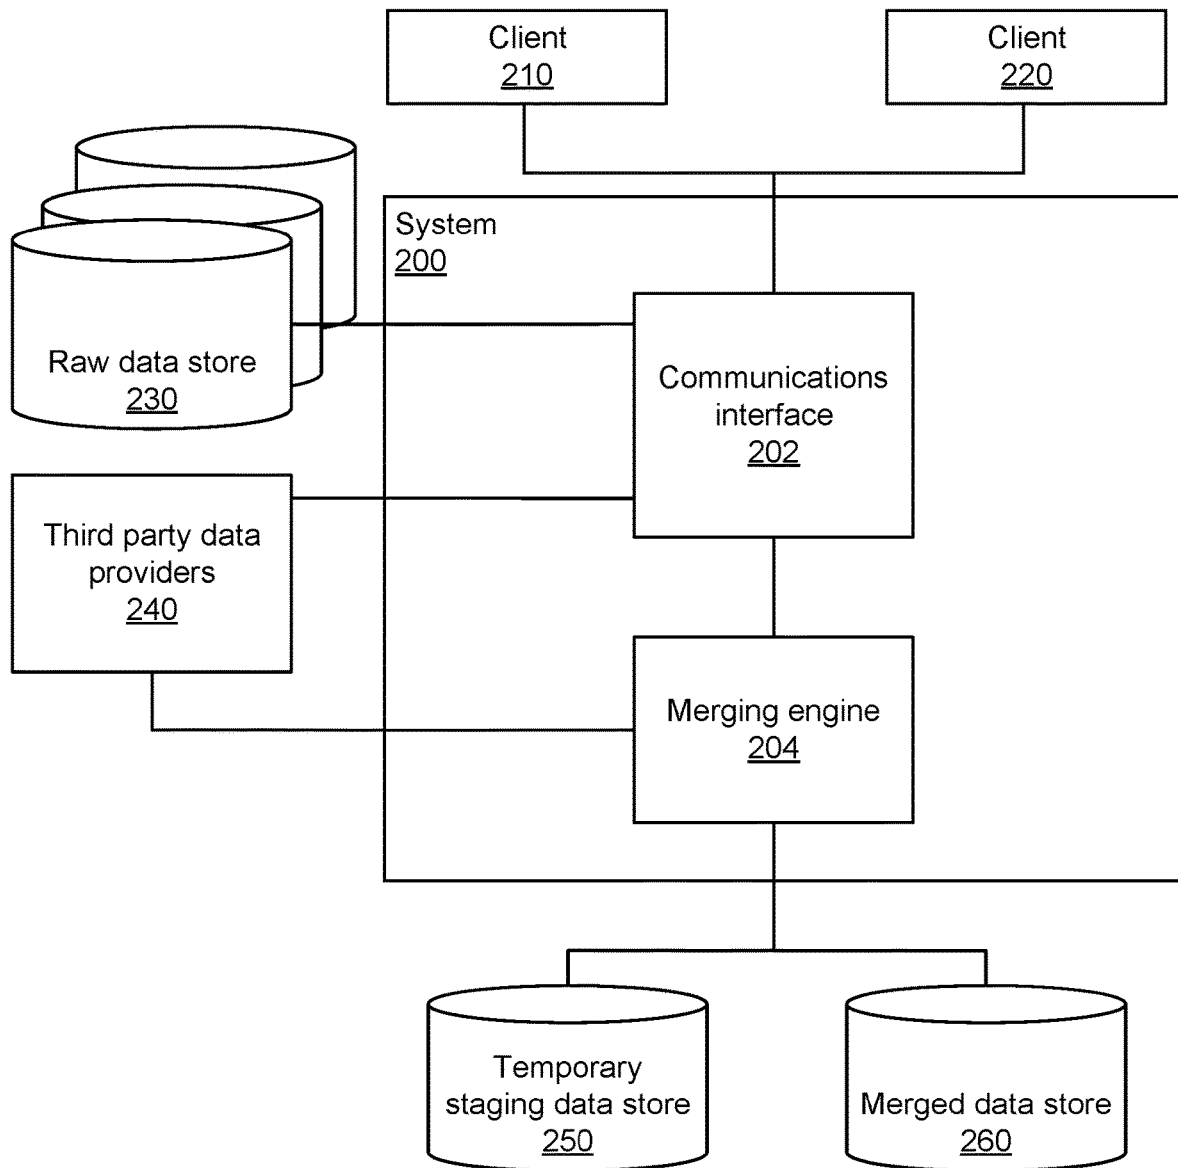 Client
210
Client
220
System
200
Raw data store
230
Communications
interface
202
Third party data
providers
240
Merging engine
204
Temporary
staging data store
250
Merged data store
260